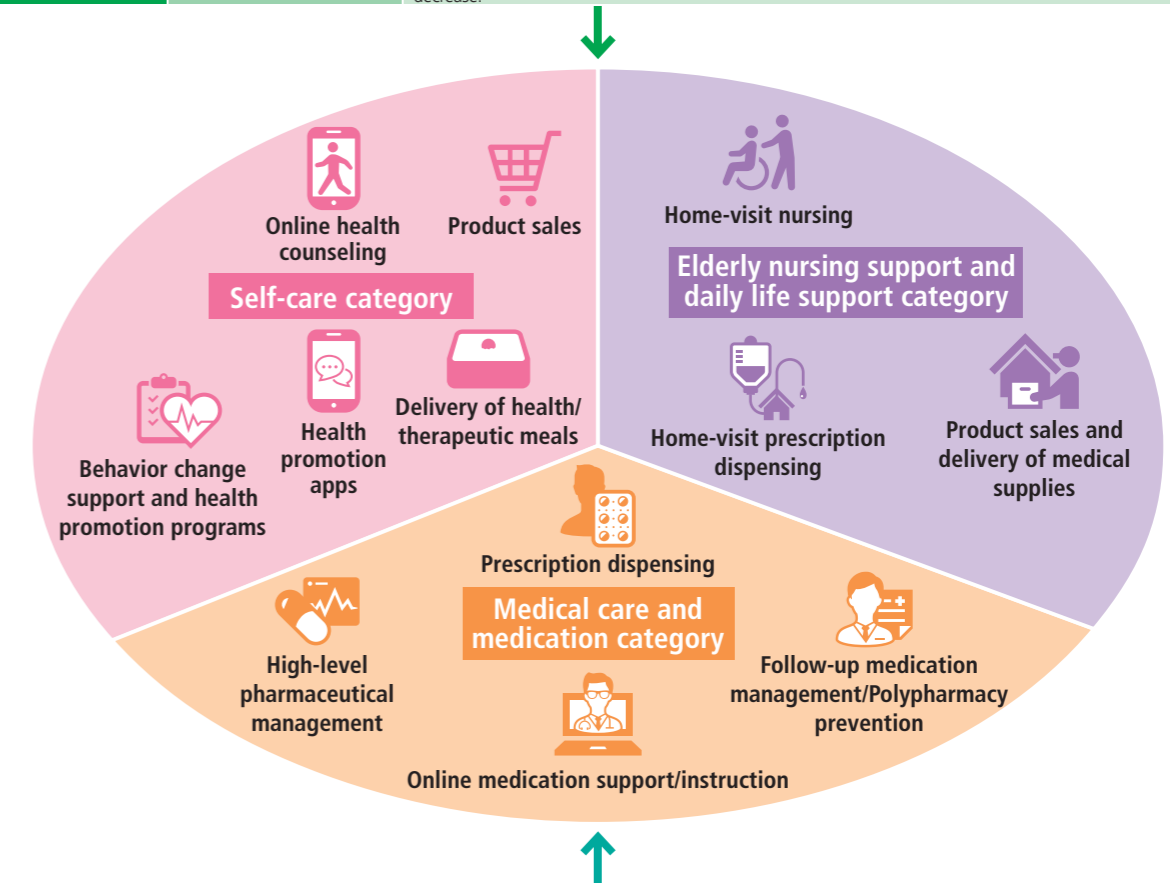 decrease.
Online health
counseling
Product sales
Self-care category
Behavior change
support and health
promotion programs
Health
promotion
apps
Delivery of health/
therapeutic meals
Home-visit nursing
Elderly nursing support and
daily life support category
Home-visit prescription
dispensing
Product sales and
delivery of medical
supplies
Prescription dispensing
Medical care and
medication category
High-level
pharmaceutical
management
Online medication support/instruction
Follow-up medication
management/Polypharmacy
prevention